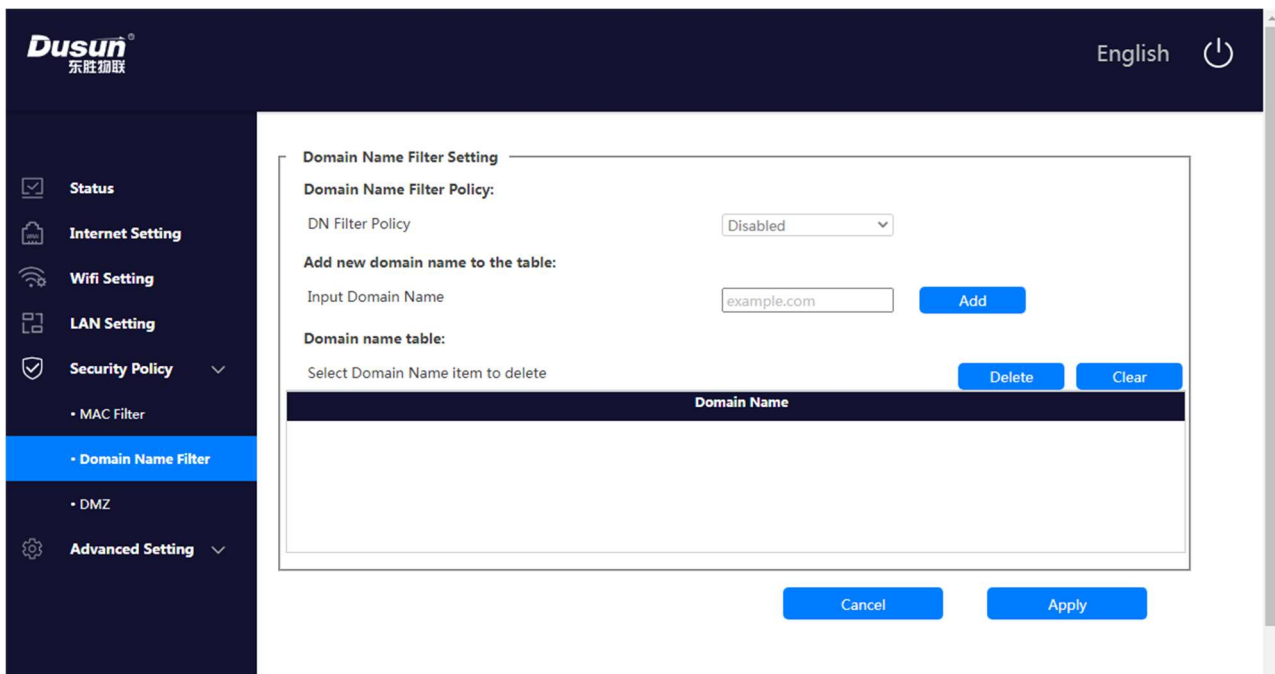 Dusun®
东胜物联
English
Status
Internet Setting
Wifi Setting
LAN Setting
Security Policy
• MAC Filter
• Domain Name Filter
• DMZ
Advanced Setting
Domain Name Filter Setting
Domain Name Filter Policy:
DN Filter Policy Disabled
Add new domain name to the table:
Input Domain Name example.com Add
Domain name table:
Select Domain Name item to delete Delete Clear
Domain Name
Cancel Apply